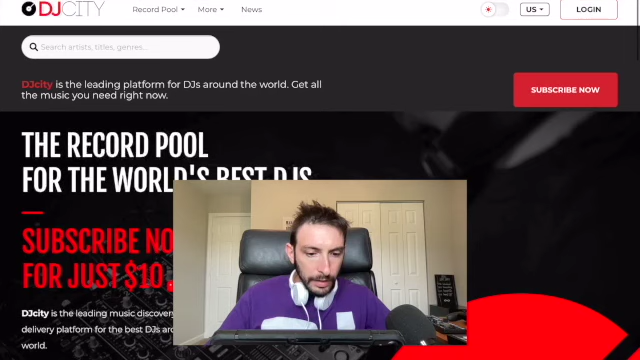 DJCITY
Record Pool
More
News
US
LOGIN
Search artists, titles, genres...
DJcity is the leading platform for DJs around the world. Get all
the music you need right now.
SUBSCRIBE NOW
THE RECORD POOL
FOR THE WORLD'S BEST DJS
SUBSCRIBE NO
FOR JUST $10
DJcity is the leading music discovery
delivery platform for the best DJs
world.